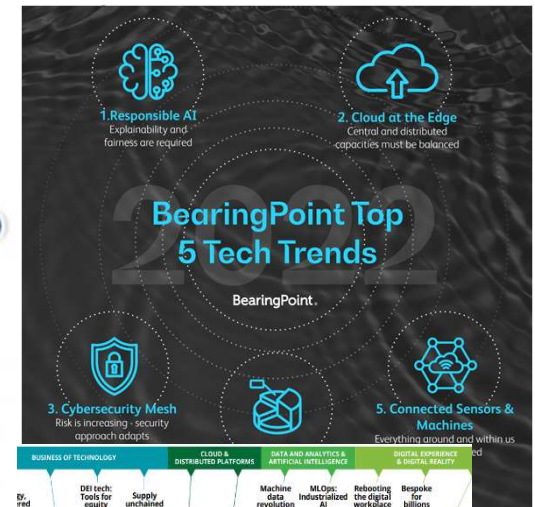 1.Responsible AI
Explainability and
fairness are required
2. Cloud at the Edge
Central and distributed
capacities must be balanced
2022
BearingPoint Top
5 Tech Trends
BearingPoint.
3. Cybersecurity Mesh
Risk is increasing - security
approach adapts
5. Connected Sensors &
Machines
Everything around and within us
BUSINESS OF TECHNOLOGY
CLOUD &
DISTRIBUTED PLATFORMS
DATA AND ANALYTICS &
ARTIFICIAL INTELLIGENCE
DIGITAL EXPERIENCE
& DIGITAL REALITY
DEI tech:
Tools for
equity
Supply
unchained
Machine
data
revolution
MLOps:
Industrialized
AI
Rebooting
the digital
workplace
Bespoke
for
billions